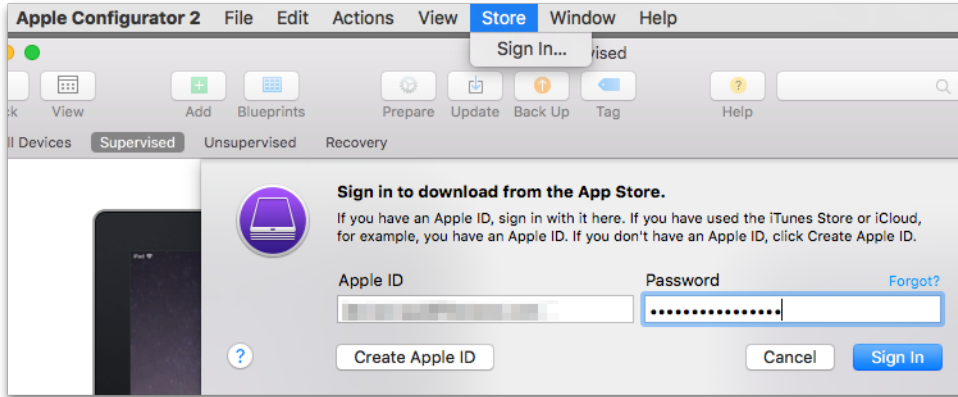 Apple Configurator 2 File Edit Actions View Store Window Help
Sign In...
View Add Blueprints Prepare Update Back Up Tag Help
Devices Supervised Unsupervised Recovery
Sign in to download from the App Store.
If you have an Apple ID, sign in with it here. If you have used the iTunes Store or iCloud,
for example, you have an Apple ID. If you don't have an Apple ID, click Create Apple ID.
iPad
Apple ID Password Forgot?
? Create Apple ID Cancel Sign In